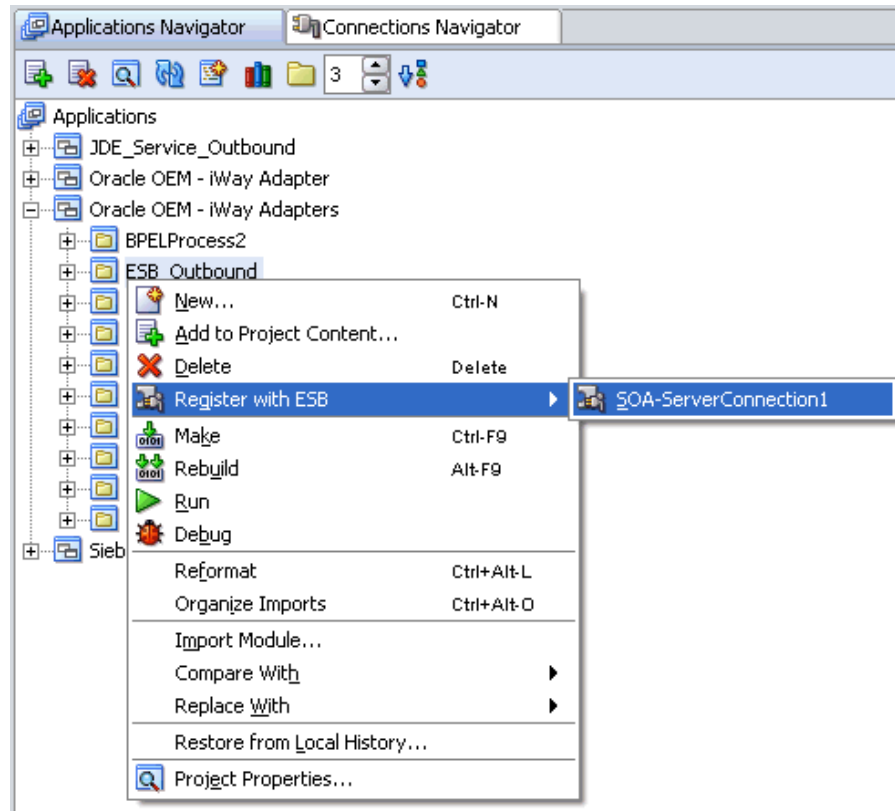 Applications Navigator Connections Navigator
3
Applications
JDE_Service_Outbound
Oracle OEM - iWay Adapter
Oracle OEM - iWay Adapters
BPELProcess2
ESB_Outbound
New... Ctrl-N
Add to Project Content...
Delete Delete
Register with ESB SOA-ServerConnection1
Make Ctrl-F9
Rebuild Alt-F9
Run
Debug
Sieb
Reformat Ctrl+Alt-L
Organize Imports Ctrl+Alt-O
Import Module...
Compare With
Replace With
Restore from Local History...
Project Properties...